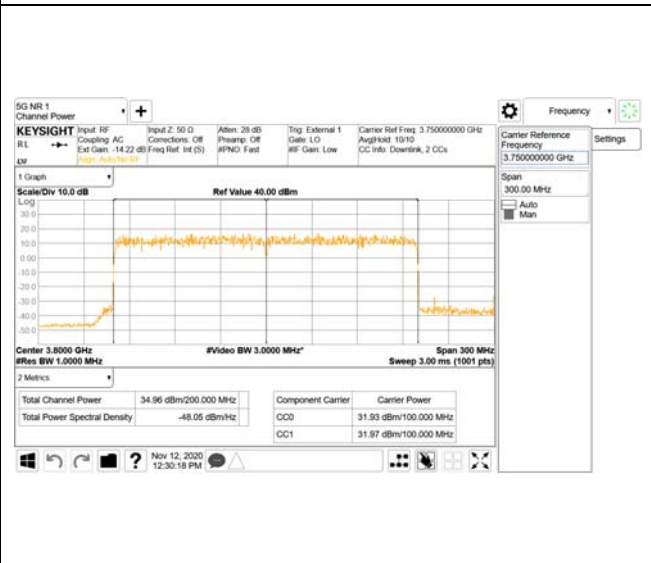 5G NR 1
Channel Power
Frequency
KEYSIGHT
Input: RF
Coupling: AC
Ext Gain: -14.22 dB
Align: Auto/No RF
Input Z: 50 Ω
Corrections: Off
Freq Ref: Int (S)
Atten: 28 dB
Preamp: Off
#PNO: Fast
Trig: External 1
Gate: LO
#IF Gain: Low
Carrier Ref Freq: 3.750000000 GHz
Avg|Hold: 10/10
CC Info: Downlink, 2 CCs
RL
Carrier Reference
Frequency
3.750000000 GHz
Settings
Span
300.00 MHz
Auto
Man
1 Graph
Scale/Div 10.0 dB
Ref Value 40.00 dBm
Log
30.0
20.0
10.0
0.00
-10.0
-20.0
-30.0
-40.0
-50.0
Center 3.8000 GHz
#Video BW 3.0000 MHz*
Span 300 MHz
#Res BW 1.0000 MHz
Sweep 3.00 ms (1001 pts)
2 Metrics
Total Channel Power 34.96 dBm/200.000 MHz
Total Power Spectral Density -48.05 dBm/Hz
Component Carrier Carrier Power
CC0 31.93 dBm/100.000 MHz
CC1 31.97 dBm/100.000 MHz
Nov 12, 2020
12:30:18 PM